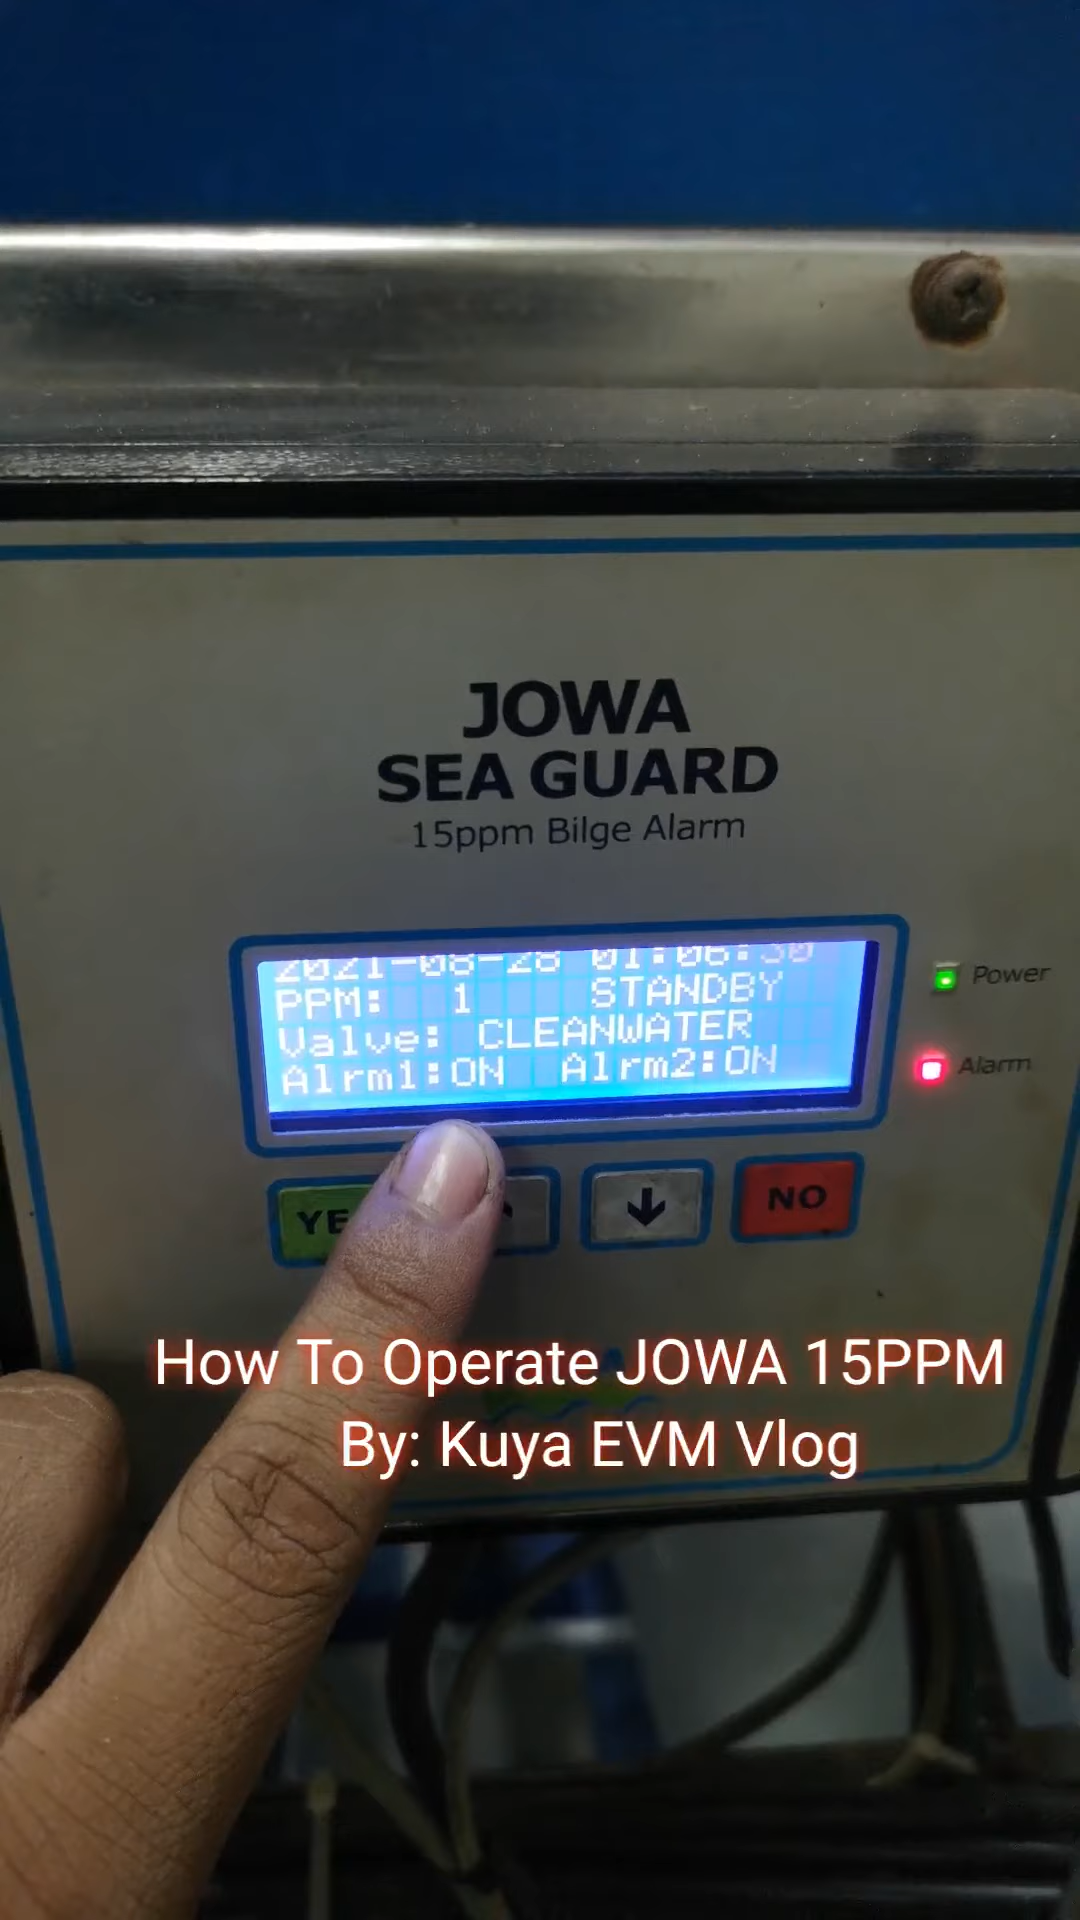 JOWA
SEA GUARD
15ppm Bilge Alarm
2021-08-28 01:06:30
PPM: 1 STANDBY
Valve: CLEANWATER
Alrm1:ON Alrm2:ON
Power
Alarm
NO
How To Operate JOWA 15PPM
By: Kuya EVM Vlog